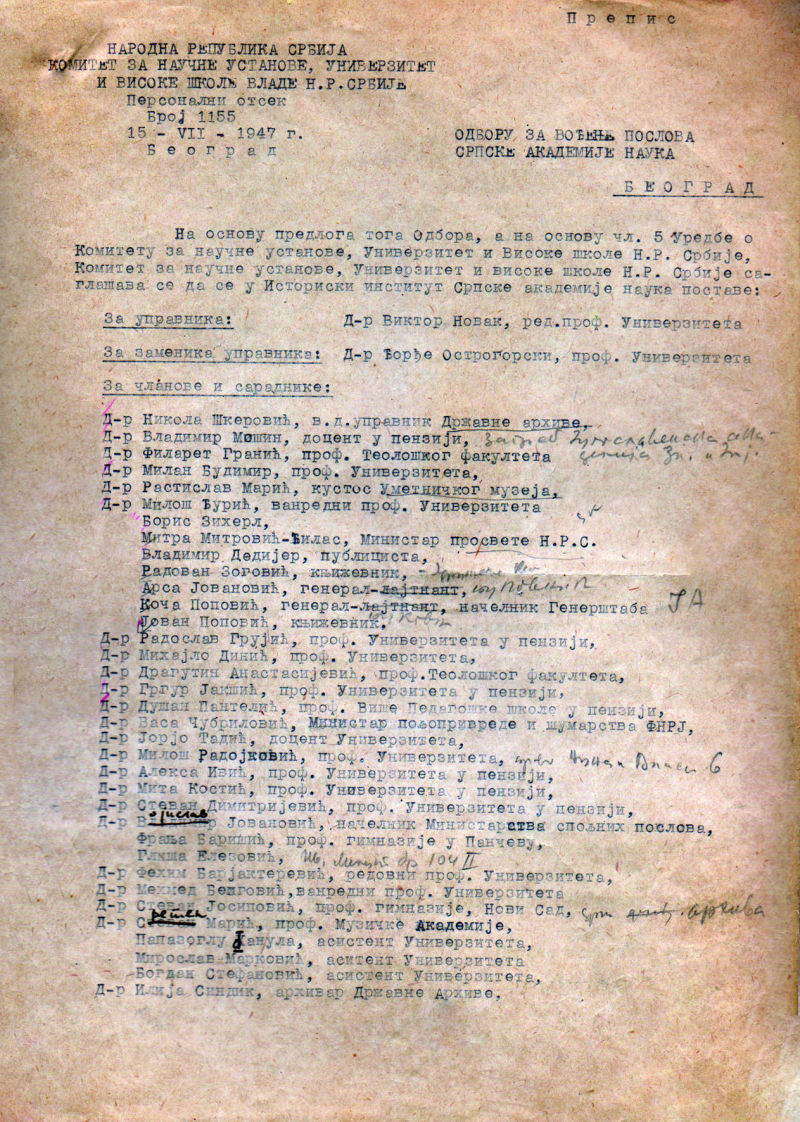 Препис
НАРОДНА РЕПУБЛИКА СРБИЈА
КОМИТЕТ ЗА НАУЧНЕ УСТАНОВЕ, УНИВЕРЗИТЕТ
И ВИСОКЕ ШКОЛЕ ВЛАДЕ Н.Р.СРБИЈЕ
Персонални отсек
Број 1155
15 - VII - 1947 г.
Београд
ОДБОРУ ЗА ВОЂЕЊЕ ПОСЛОВА
СРПСКЕ АКАДЕМИЈЕ НАУКА
БЕОГРАД
На основу предлога тога Одбора, а на основу чл. 5 Уредбе о
Комитету за научне установе, Универзитет и Високе школе Н.Р. Србије,
Комитет за научне установе, Универзитет и високе школе Н.Р. Србије са-
глашава се да се у Историски институт Српске академије наука поставе:
За управника: Д-р Виктор Новак, ред.проф. Универзитета
За заменика управника: Д-р Ђорђе Острогорски, проф. Универзитета
За чланове и сараднике:
Д-р Никола Шкеровић, в.д.управник Државне архиве,
Д-р Владимир Мошин, доцент у пензији,
Д-р Филарет Гранић, проф. Теолошког факултета
Д-р Милан Будимир, проф. Универзитета,
Д-р Растислав Марић, кустос Уметничког музеја,
Д-р Милош Ђурић, ванредни проф. Универзитета
Борис Зихерл,
Митра Митровић-Ђилас, Министар просвете Н.Р.С.
Владимир Дедијер, публициста,
Радован Зоговић, књижевник,
Арса Јовановић, генерал-лајтнант,
Коча Поповић, генерал-лајтнант, начелник Генерштаба ЈА
Јован Поповић, књижевник.
Д-р Радослав Грујић, проф. Универзитета у пензији,
Д-р Михајло Динић, проф. Универзитета,
Д-р Драгутин Анастасијевић, проф.Теолошког факултета,
Д-р Гргур Јакшић, проф. Универзитета у пензији,
Д-р Душан Пантелић, проф. Више Педагошке школе у пензији,
Д-р Васа Чубриловић, Министар пољопривреде и шумарства ФНРЈ,
Д-р Јорјо Тадић, доцент Универзитета,
Д-р Милош Радојковић, проф. Универзитета,
Д-р Алекса Ивић, проф. Универзитета у пензији,
Д-р Мита Костић, проф. Универзитета у пензији,
Д-р Стеван Димитријевић, проф. Универзитета у пензији,
Д-р Јовановић, начелник Министарства спољних послова,
Фрања Баришић, проф. гимназије у Панчеву,
Глиша Елезовић,
Д-р Фехим Барјактеревић, редовни проф. Универзитета,
Д-р Мехмед Беговић,ванредни проф. Универзитета
Д-р Стеван Јосиповић, проф. гимназије, Нови Сад, архива
Д-р Марић, проф. Музичке Академије,
Папазоглу Фанула, асистент Универзитета,
Мирослав Марковић, аситент Универзитета
Богдан Стефановић, асистент Универзитета,
Д-р Илија Синдик, архивар Државне Архиве.